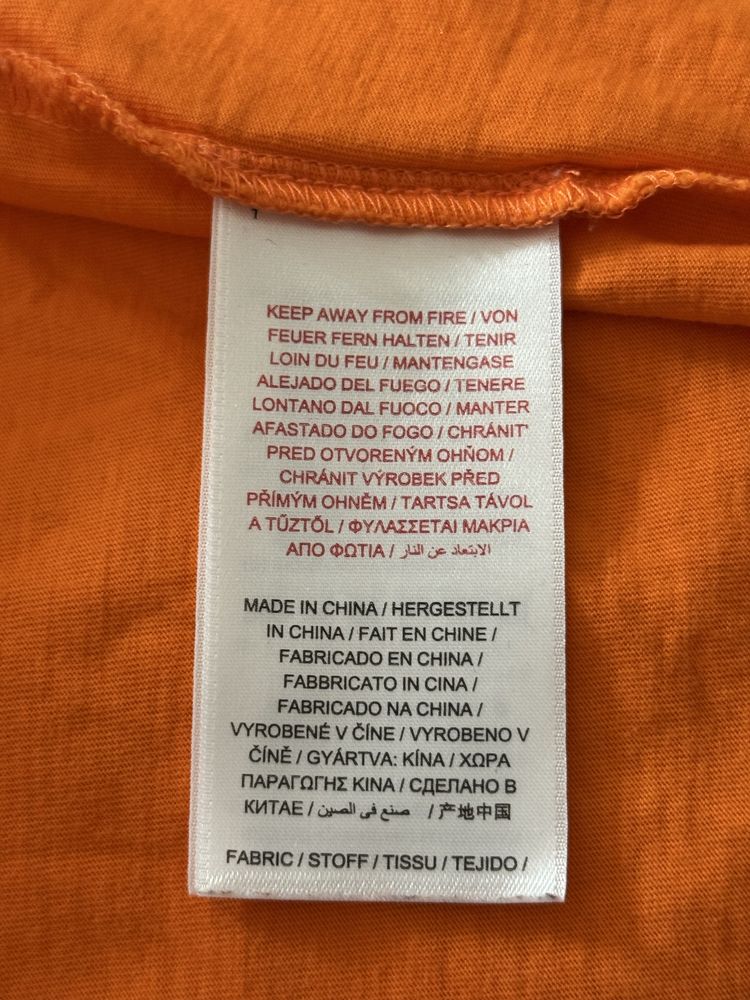 KEEP AWAY FROM FIRE / VON
FEUER FERN HALTEN / TENIR
LOIN DU FEU / MANTENGASE
ALEJADO DEL FUEGO / TENERE
LONTANO DAL FUOCO / MANTER
AFASTADO DO FOGO / CHRÁNIT'
PRED OTVORENÝM OHŇOM /
CHRÁNIT VÝROBEK PŘED
PŘÍMÝM OHNĚM / TARTSA TÁVOL
A TŰZTŐL / ΦΥΛΑΣΣΕΤΑΙ ΜΑΚΡΙΑ
ΑΠΟ ΦΩΤΙΑ / الابتعاد عن النار
MADE IN CHINA / HERGESTELLT
IN CHINA / FAIT EN CHINE /
FABRICADO EN CHINA /
FABBRICATO IN CINA /
FABRICADO NA CHINA /
VYROBENÉ V ČÍNE / VYROBENO V
ČÍNĚ / GYÁRTVA: KÍNA / ΧΩΡΑ
ΠΑΡΑΓΩΓΗΣ ΚΙΝΑ / СДЕЛАНО В
КИТАЕ / صنع فى الصين / 产地中国
FABRIC / STOFF / TISSU / TEJIDO /